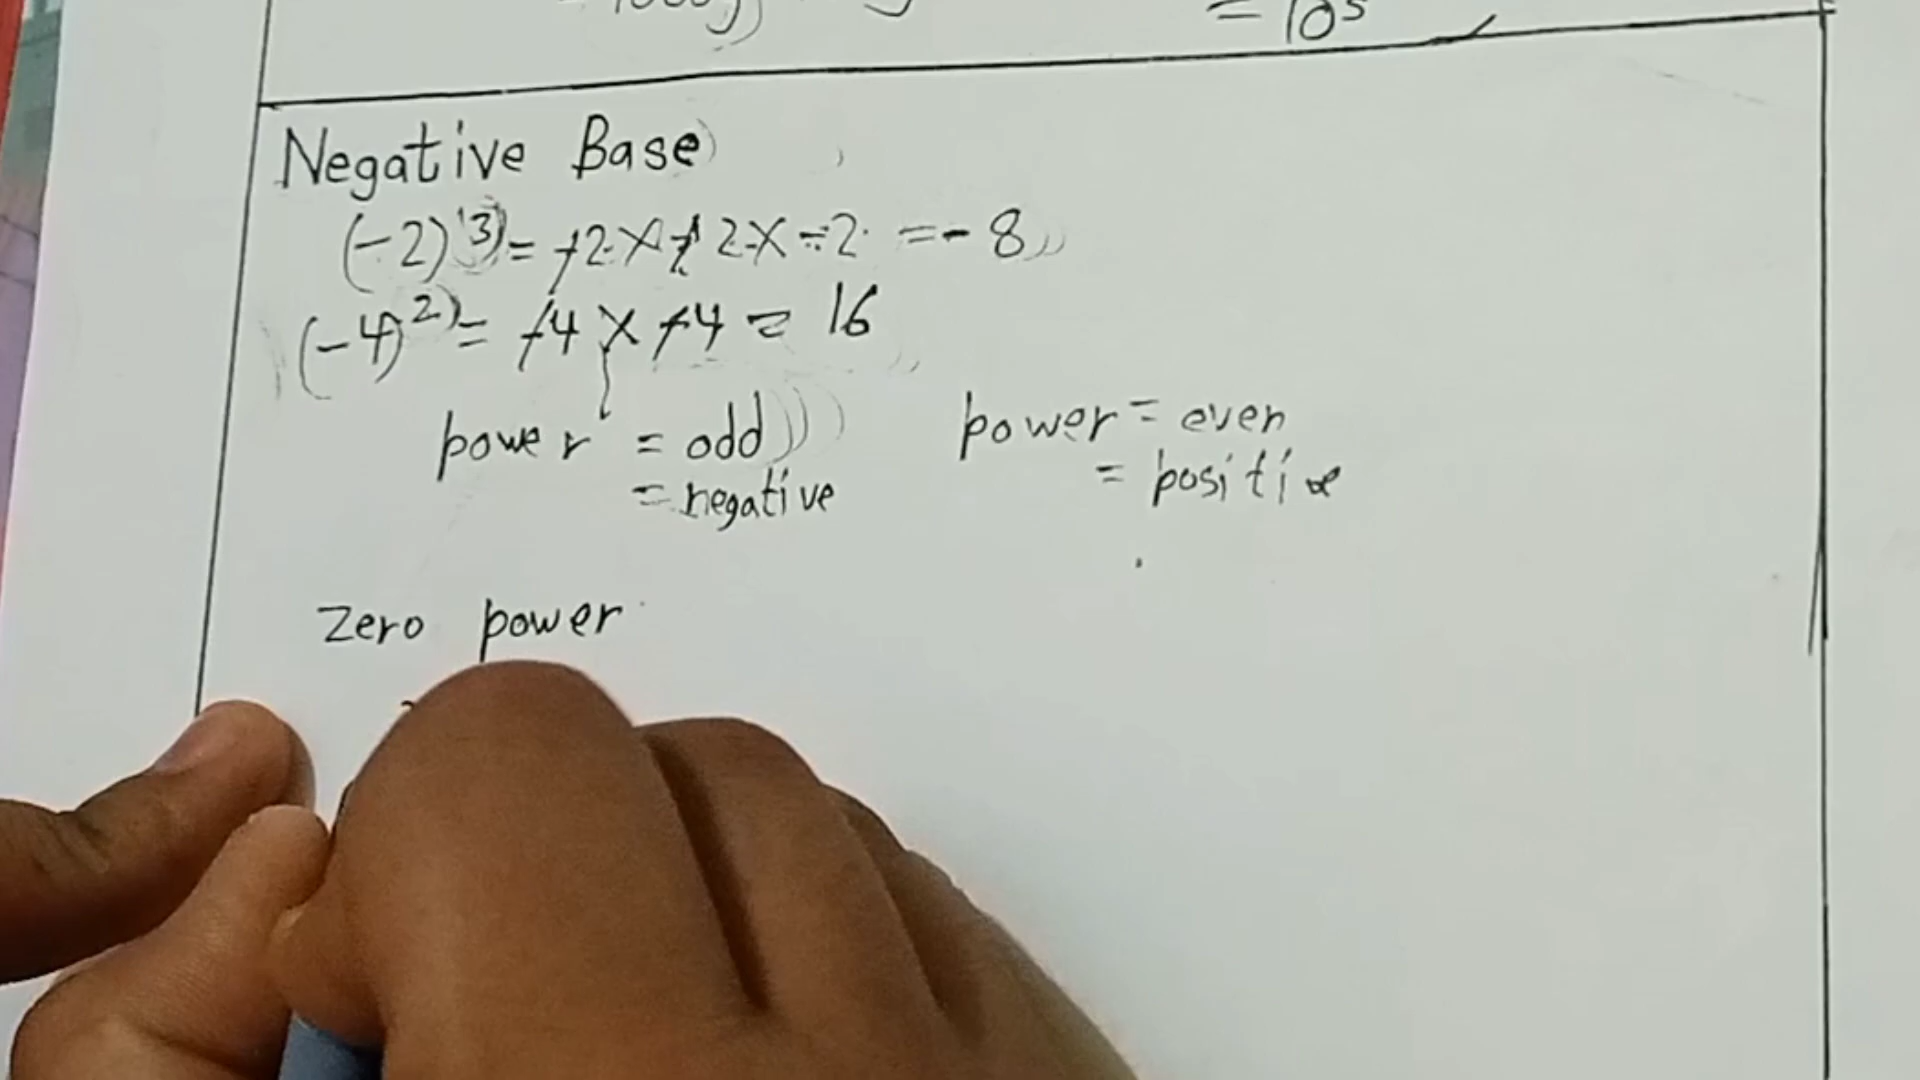 = 10⁵
Negative Base
(-2)³ = -2 x -2 x -2 = -8
(-4)² = -4 x -4 = 16
power = odd power = even
= negative = positive
Zero power